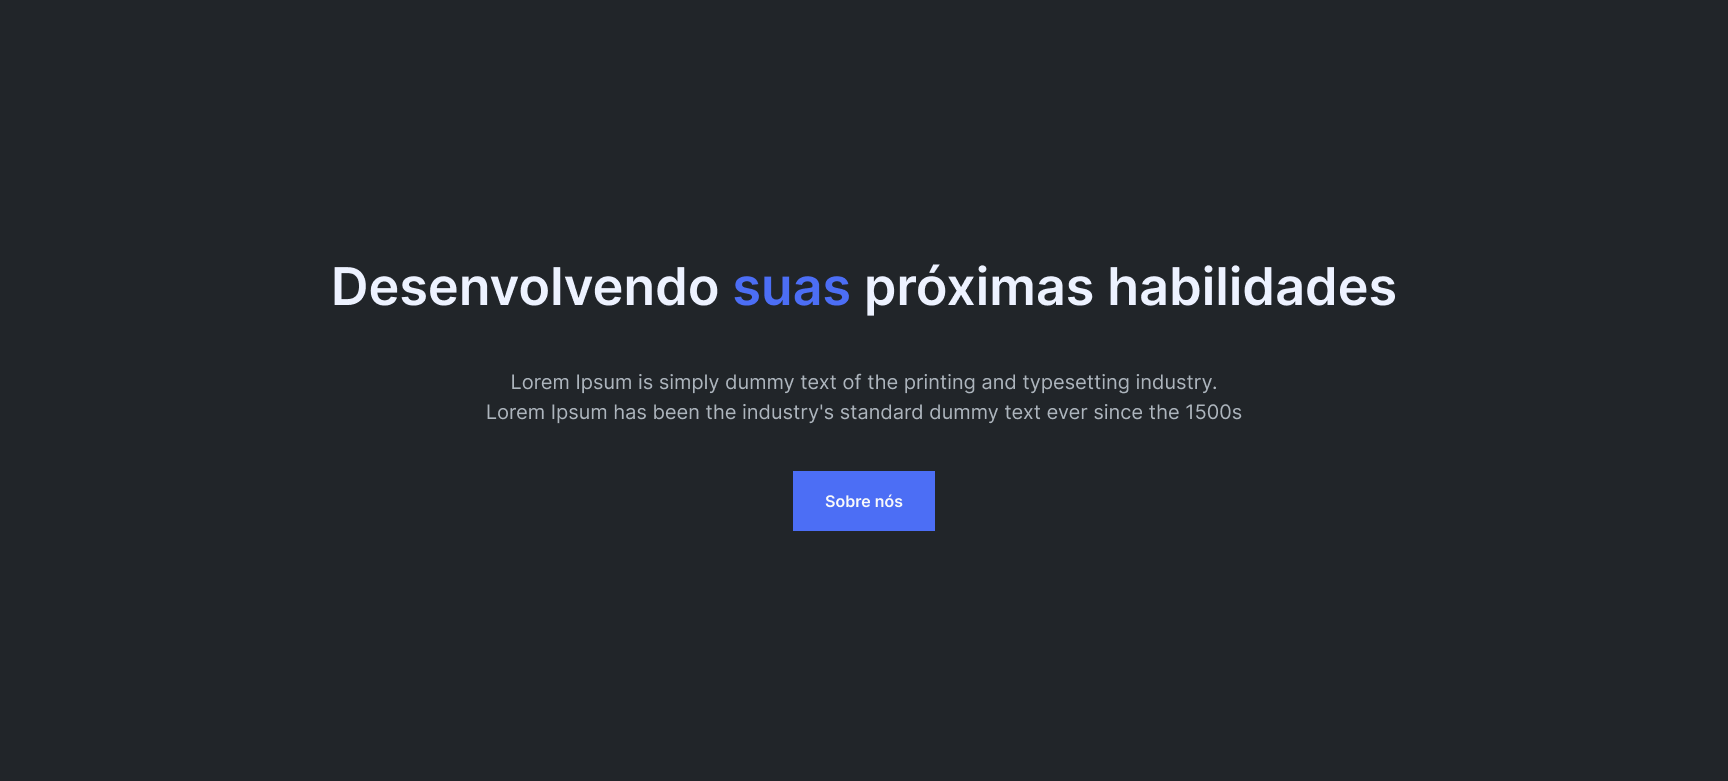 Desenvolvendo suas próximas habilidades
Lorem Ipsum is simply dummy text of the printing and typesetting industry.
Lorem Ipsum has been the industry's standard dummy text ever since the 1500s
Sobre nós